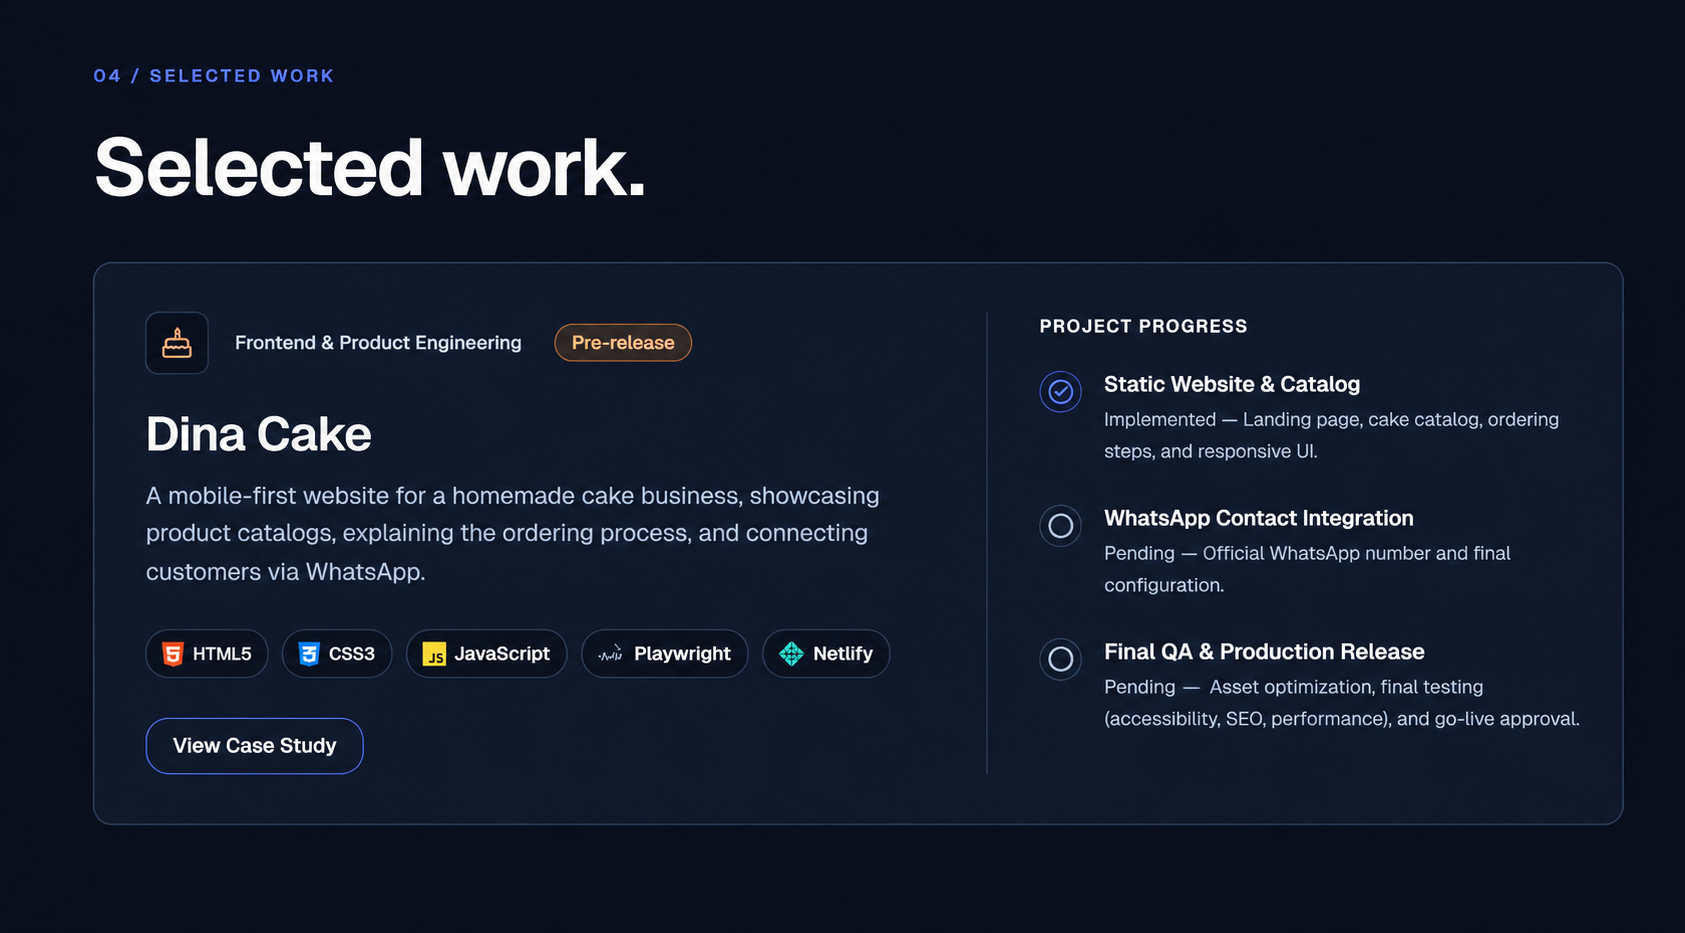 04 / SELECTED WORK
Selected work.
Frontend & Product Engineering
Pre-release
Dina Cake
A mobile-first website for a homemade cake business, showcasing
product catalogs, explaining the ordering process, and connecting
customers via WhatsApp.
HTML5
CSS3
JS JavaScript
Playwright
Netlify
View Case Study
PROJECT PROGRESS
Static Website & Catalog
Implemented — Landing page, cake catalog, ordering
steps, and responsive UI.
WhatsApp Contact Integration
Pending — Official WhatsApp number and final
configuration.
Final QA & Production Release
Pending — Asset optimization, final testing
(accessibility, SEO, performance), and go-live approval.